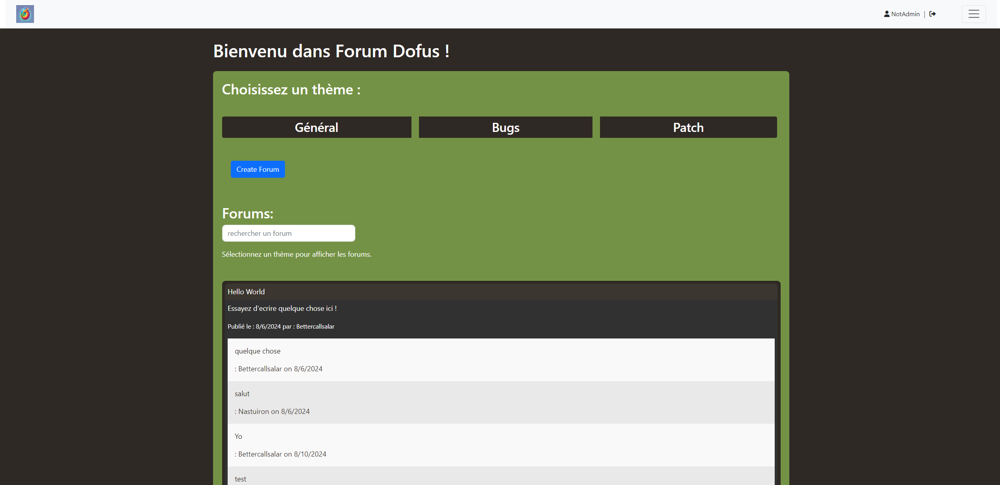 NotAdmin |
Bienvenu dans Forum Dofus !
Choisissez un thème :
Général Bugs Patch
Create Forum
Forums:
rechercher un forum
Sélectionnez un thème pour afficher les forums.
Hello World
Essayez d'ecrire quelque chose ici !
Publié le : 8/6/2024 par : Bettercallsalar
quelque chose
: Bettercallsalar on 8/6/2024
salut
: Nastuiron on 8/6/2024
Yo
: Bettercallsalar on 8/10/2024
test